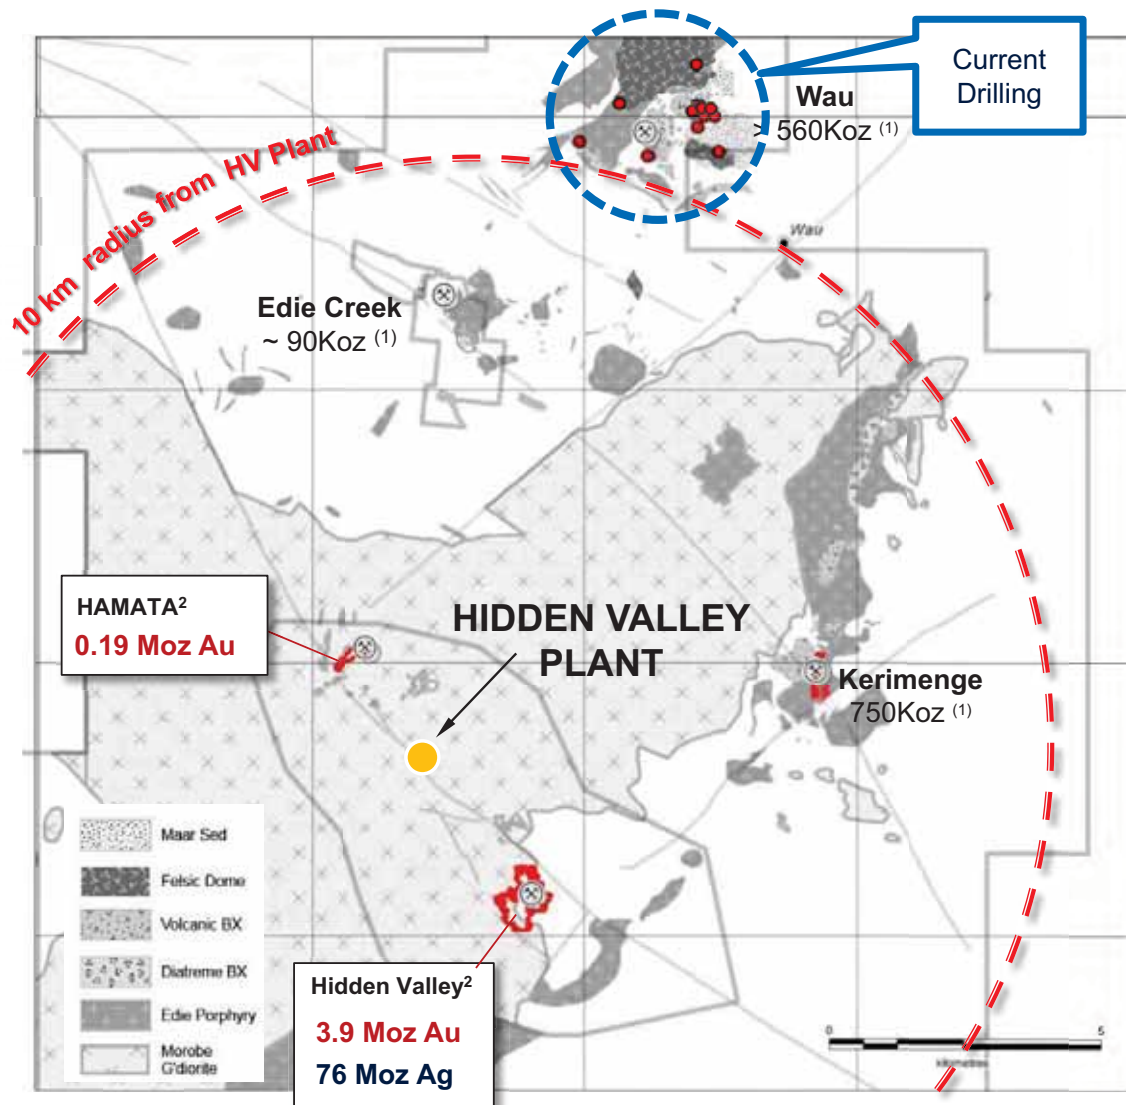 Current
Drilling
Wau
> 560Koz (1)
10 km radius from HV Plant
Wau
Edie Creek
~ 90Koz (1)
HAMATA2
0.19 Moz Au
HIDDEN VALLEY
PLANT
Kerimenge
750Koz (1)
Maar Sed
Felsic Dome
Volcanic BX
Diatreme BX
Edie Porphyry
Morobe
G'diorite
Hidden Valley2
3.9 Moz Au
76 Moz Ag
0 5
kilometres